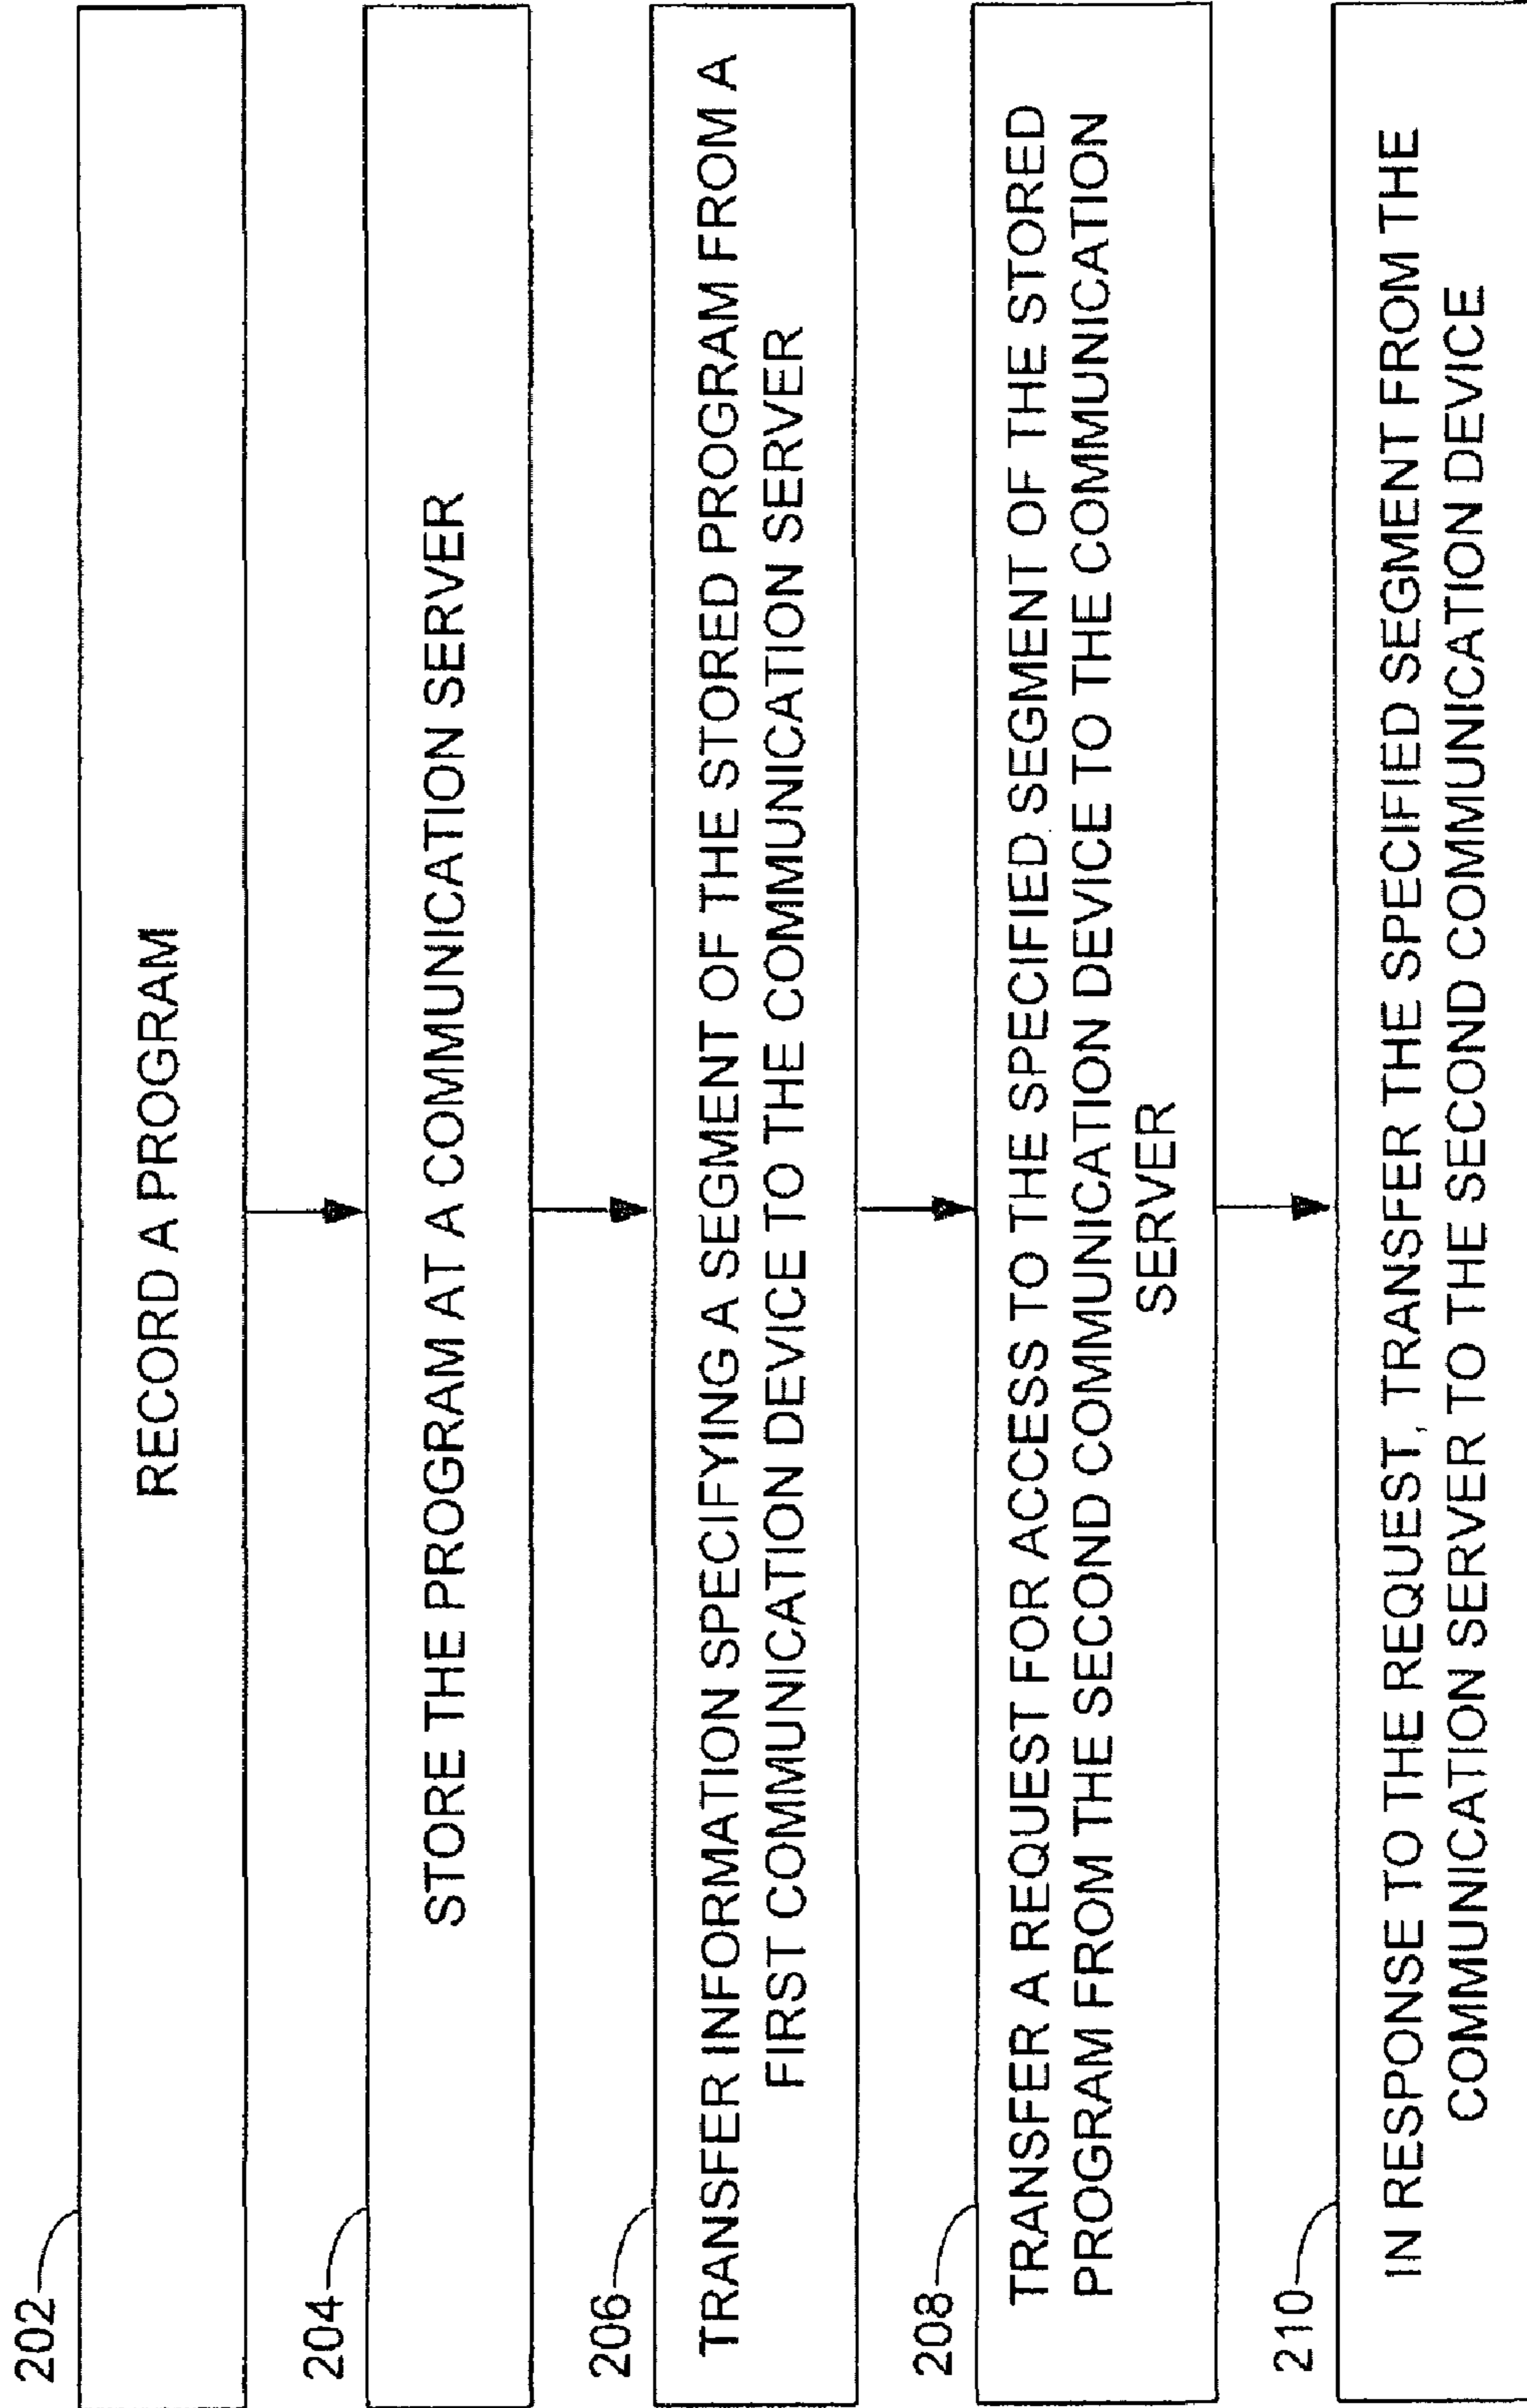 202
RECORD A PROGRAM
204
STORE THE PROGRAM AT A COMMUNICATION SERVER
206
TRANSFER INFORMATION SPECIFYING A SEGMENT OF THE STORED PROGRAM FROM A
FIRST COMMUNICATION DEVICE TO THE COMMUNICATION SERVER
208
TRANSFER A REQUEST FOR ACCESS TO THE SPECIFIED SEGMENT OF THE STORED
PROGRAM FROM THE SECOND COMMUNICATION DEVICE TO THE COMMUNICATION
SERVER
210
IN RESPONSE TO THE REQUEST, TRANSFER THE SPECIFIED SEGMENT FROM THE
COMMUNICATION SERVER TO THE SECOND COMMUNICATION DEVICE